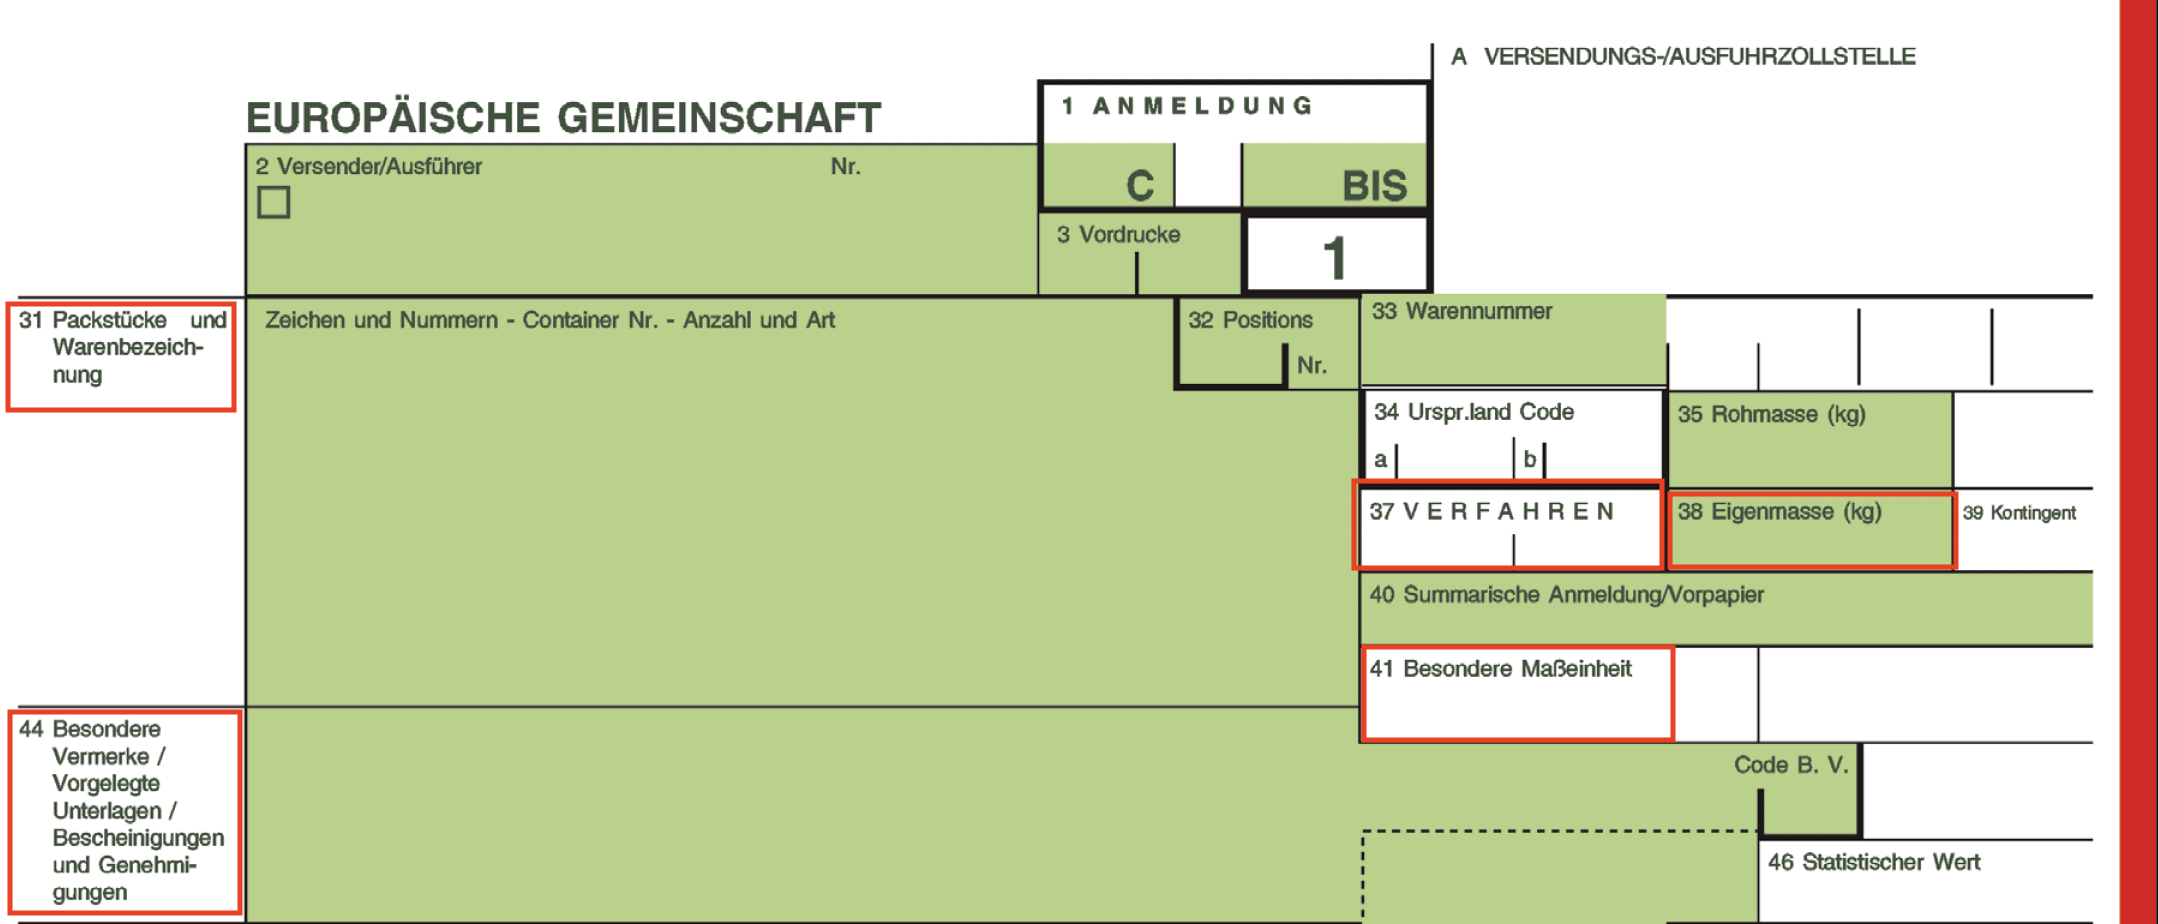 A VERSENDUNGS-/AUSFUHRZOLLSTELLE
EUROPÄISCHE GEMEINSCHAFT
1 ANMELDUNG
2 Versender/Ausführer Nr.
C BIS
3 Vordrucke
1
31 Packstücke und
Warenbezeich-
nung
Zeichen und Nummern - Container Nr. - Anzahl und Art
32 Positions
Nr.
33 Warennummer
34 Urspr.land Code
a b
35 Rohmasse (kg)
37 VERFAHREN
38 Eigenmasse (kg)
39 Kontingent
40 Summarische Anmeldung/Vorpapier
41 Besondere Maßeinheit
44 Besondere
Vermerke /
Vorgelegte
Unterlagen /
Bescheinigungen
und Genehmi-
gungen
Code B. V.
46 Statistischer Wert